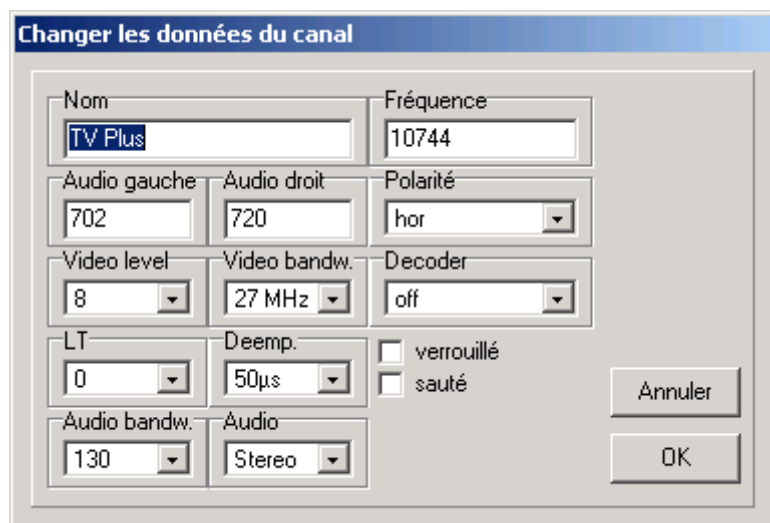 Changer les données du canal
Nom Fréquence
TV Plus 10744
Audio gauche Audio droit Polarité
702 720 hor
Video level Video bandw. Decoder
8 27 MHz off
LT Deemp.
0 50µs
verrouillé
sauté
Annuler
Audio bandw. Audio
130 Stereo
OK